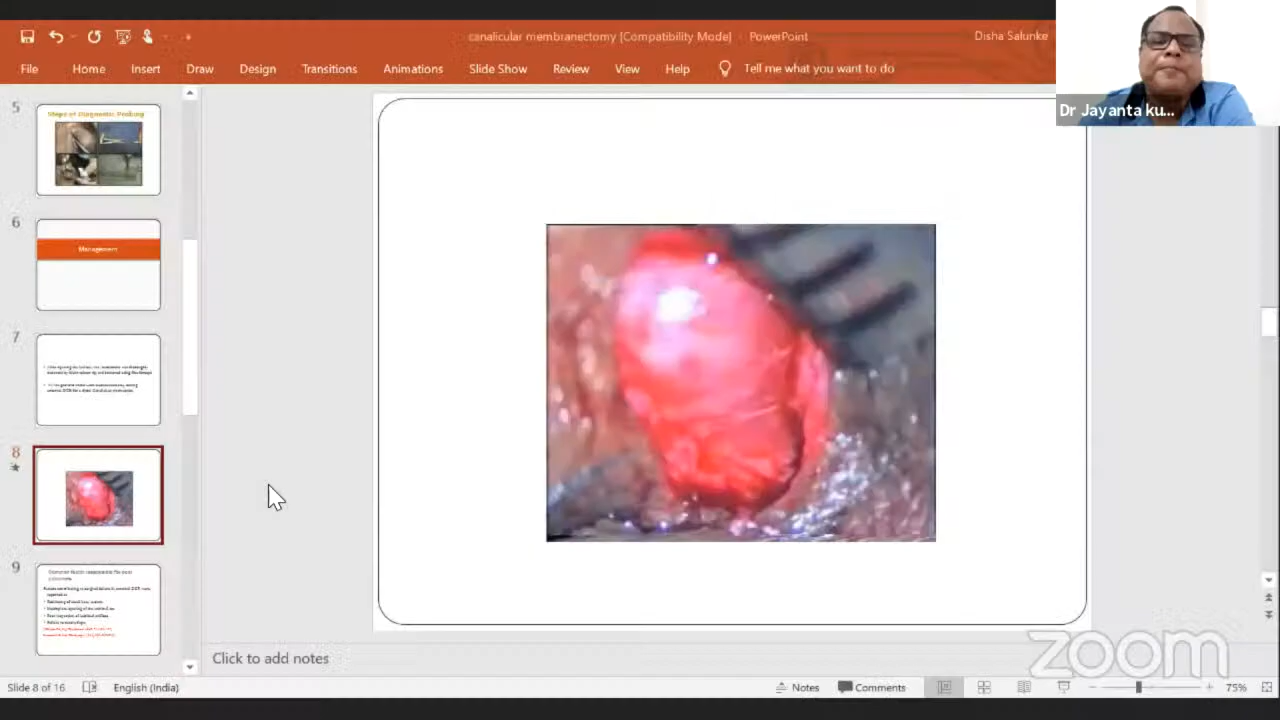 canalicular membranectomy [Compatibility Mode] - PowerPoint
Disha Salunke
File Home Insert Draw Design Transitions Animations Slide Show Review View Help Tell me what you want to do
Dr Jayanta ku...
5
Steps of Diagnostic Probing
6
Management
7
8
9
Click to add notes
zoom
Slide 8 of 16 English (India) Notes Comments 75%